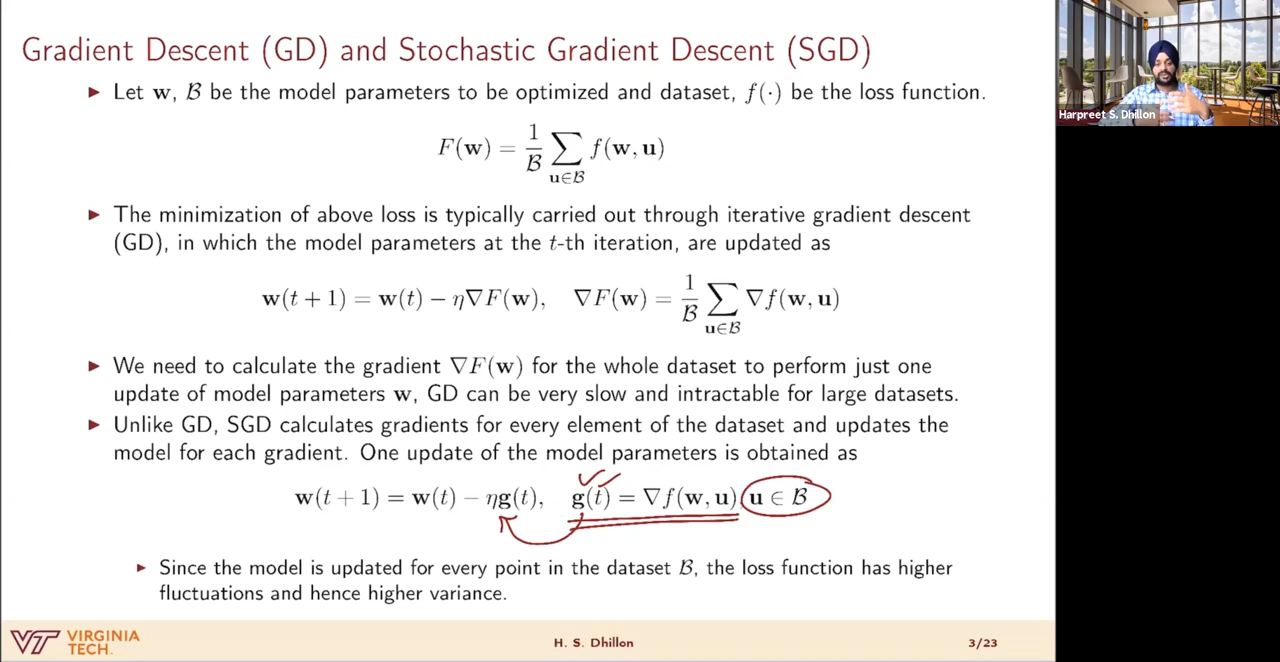 Gradient Descent (GD) and Stochastic Gradient Descent (SGD)
Harpreet S. Dhillon
▶ Let w, ℬ be the model parameters to be optimized and dataset, f(·) be the loss function.
F(w) = 1/ℬ ∑_{u∈ℬ} f(w, u)
▶ The minimization of above loss is typically carried out through iterative gradient descent
(GD), in which the model parameters at the t-th iteration, are updated as
w(t + 1) = w(t) − η∇F(w), ∇F(w) = 1/ℬ ∑_{u∈ℬ} ∇f(w, u)
▶ We need to calculate the gradient ∇F(w) for the whole dataset to perform just one
update of model parameters w, GD can be very slow and intractable for large datasets.
▶ Unlike GD, SGD calculates gradients for every element of the dataset and updates the
model for each gradient. One update of the model parameters is obtained as
w(t + 1) = w(t) − ηg(t), g(t) = ∇f(w, u) u ∈ ℬ
▶ Since the model is updated for every point in the dataset ℬ, the loss function has higher
fluctuations and hence higher variance.
VT VIRGINIA TECH.
H. S. Dhillon
3/23